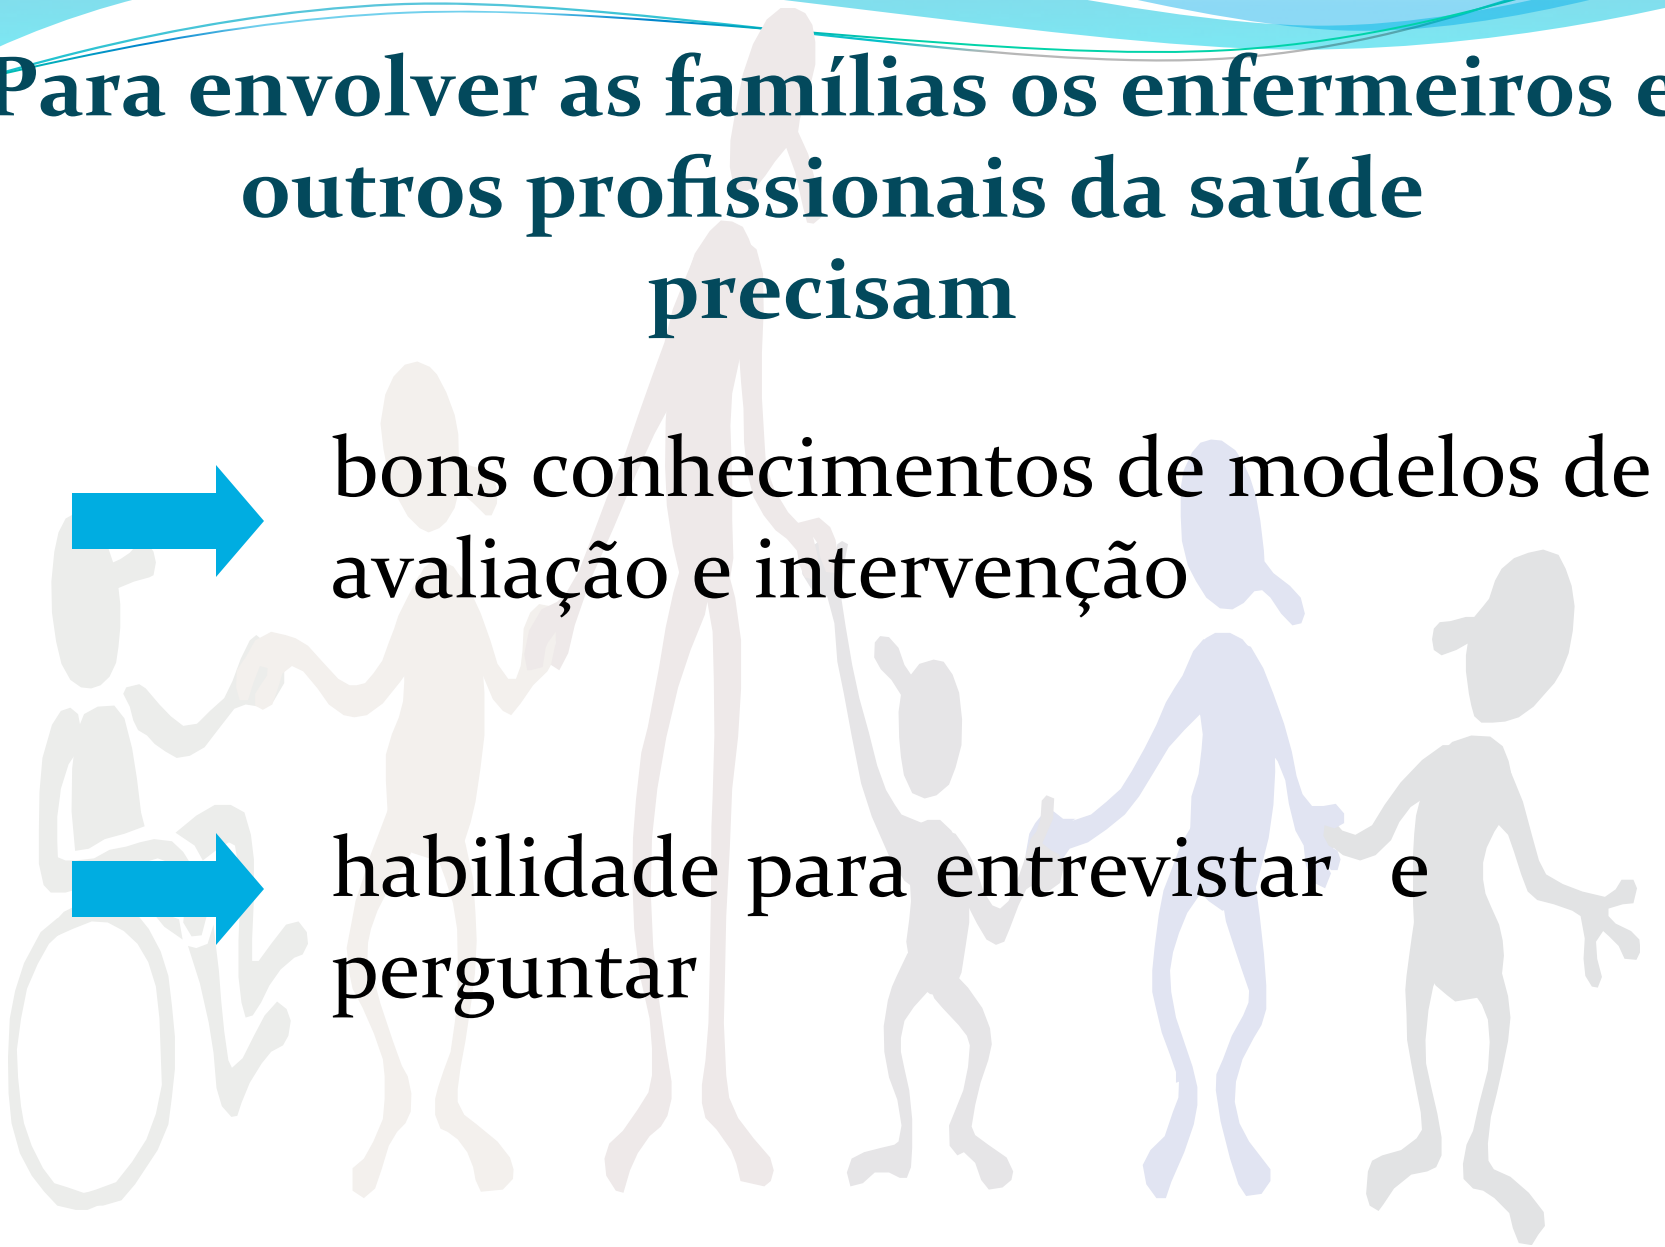 Para envolver as famílias os enfermeiros e
outros profissionais da saúde
precisam
bons conhecimentos de modelos de
avaliação e intervenção
habilidade para entrevistar e
perguntar